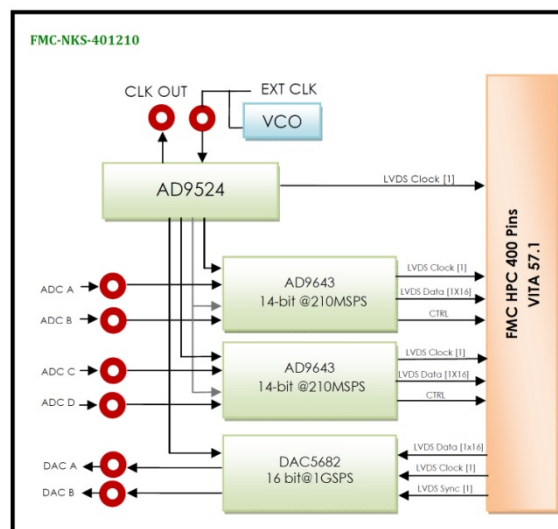 FMC-NKS-401210
CLK OUT
EXT CLK
VCO
AD9524
LVDS Clock [1]
FMC HPC 400 Pins
VITA 57.1
ADC A
ADC B
AD9643
14-bit @210MSPS
LVDS Clock [1]
LVDS Data [1X16]
CTRL
ADC C
ADC D
AD9643
14-bit @210MSPS
LVDS Clock [1]
LVDS Data [1X16]
CTRL
DAC A
DAC B
DAC5682
16 bit@1GSPS
LVDS Data [1x16]
LVDS Clock [1]
LVDS Sync [1]